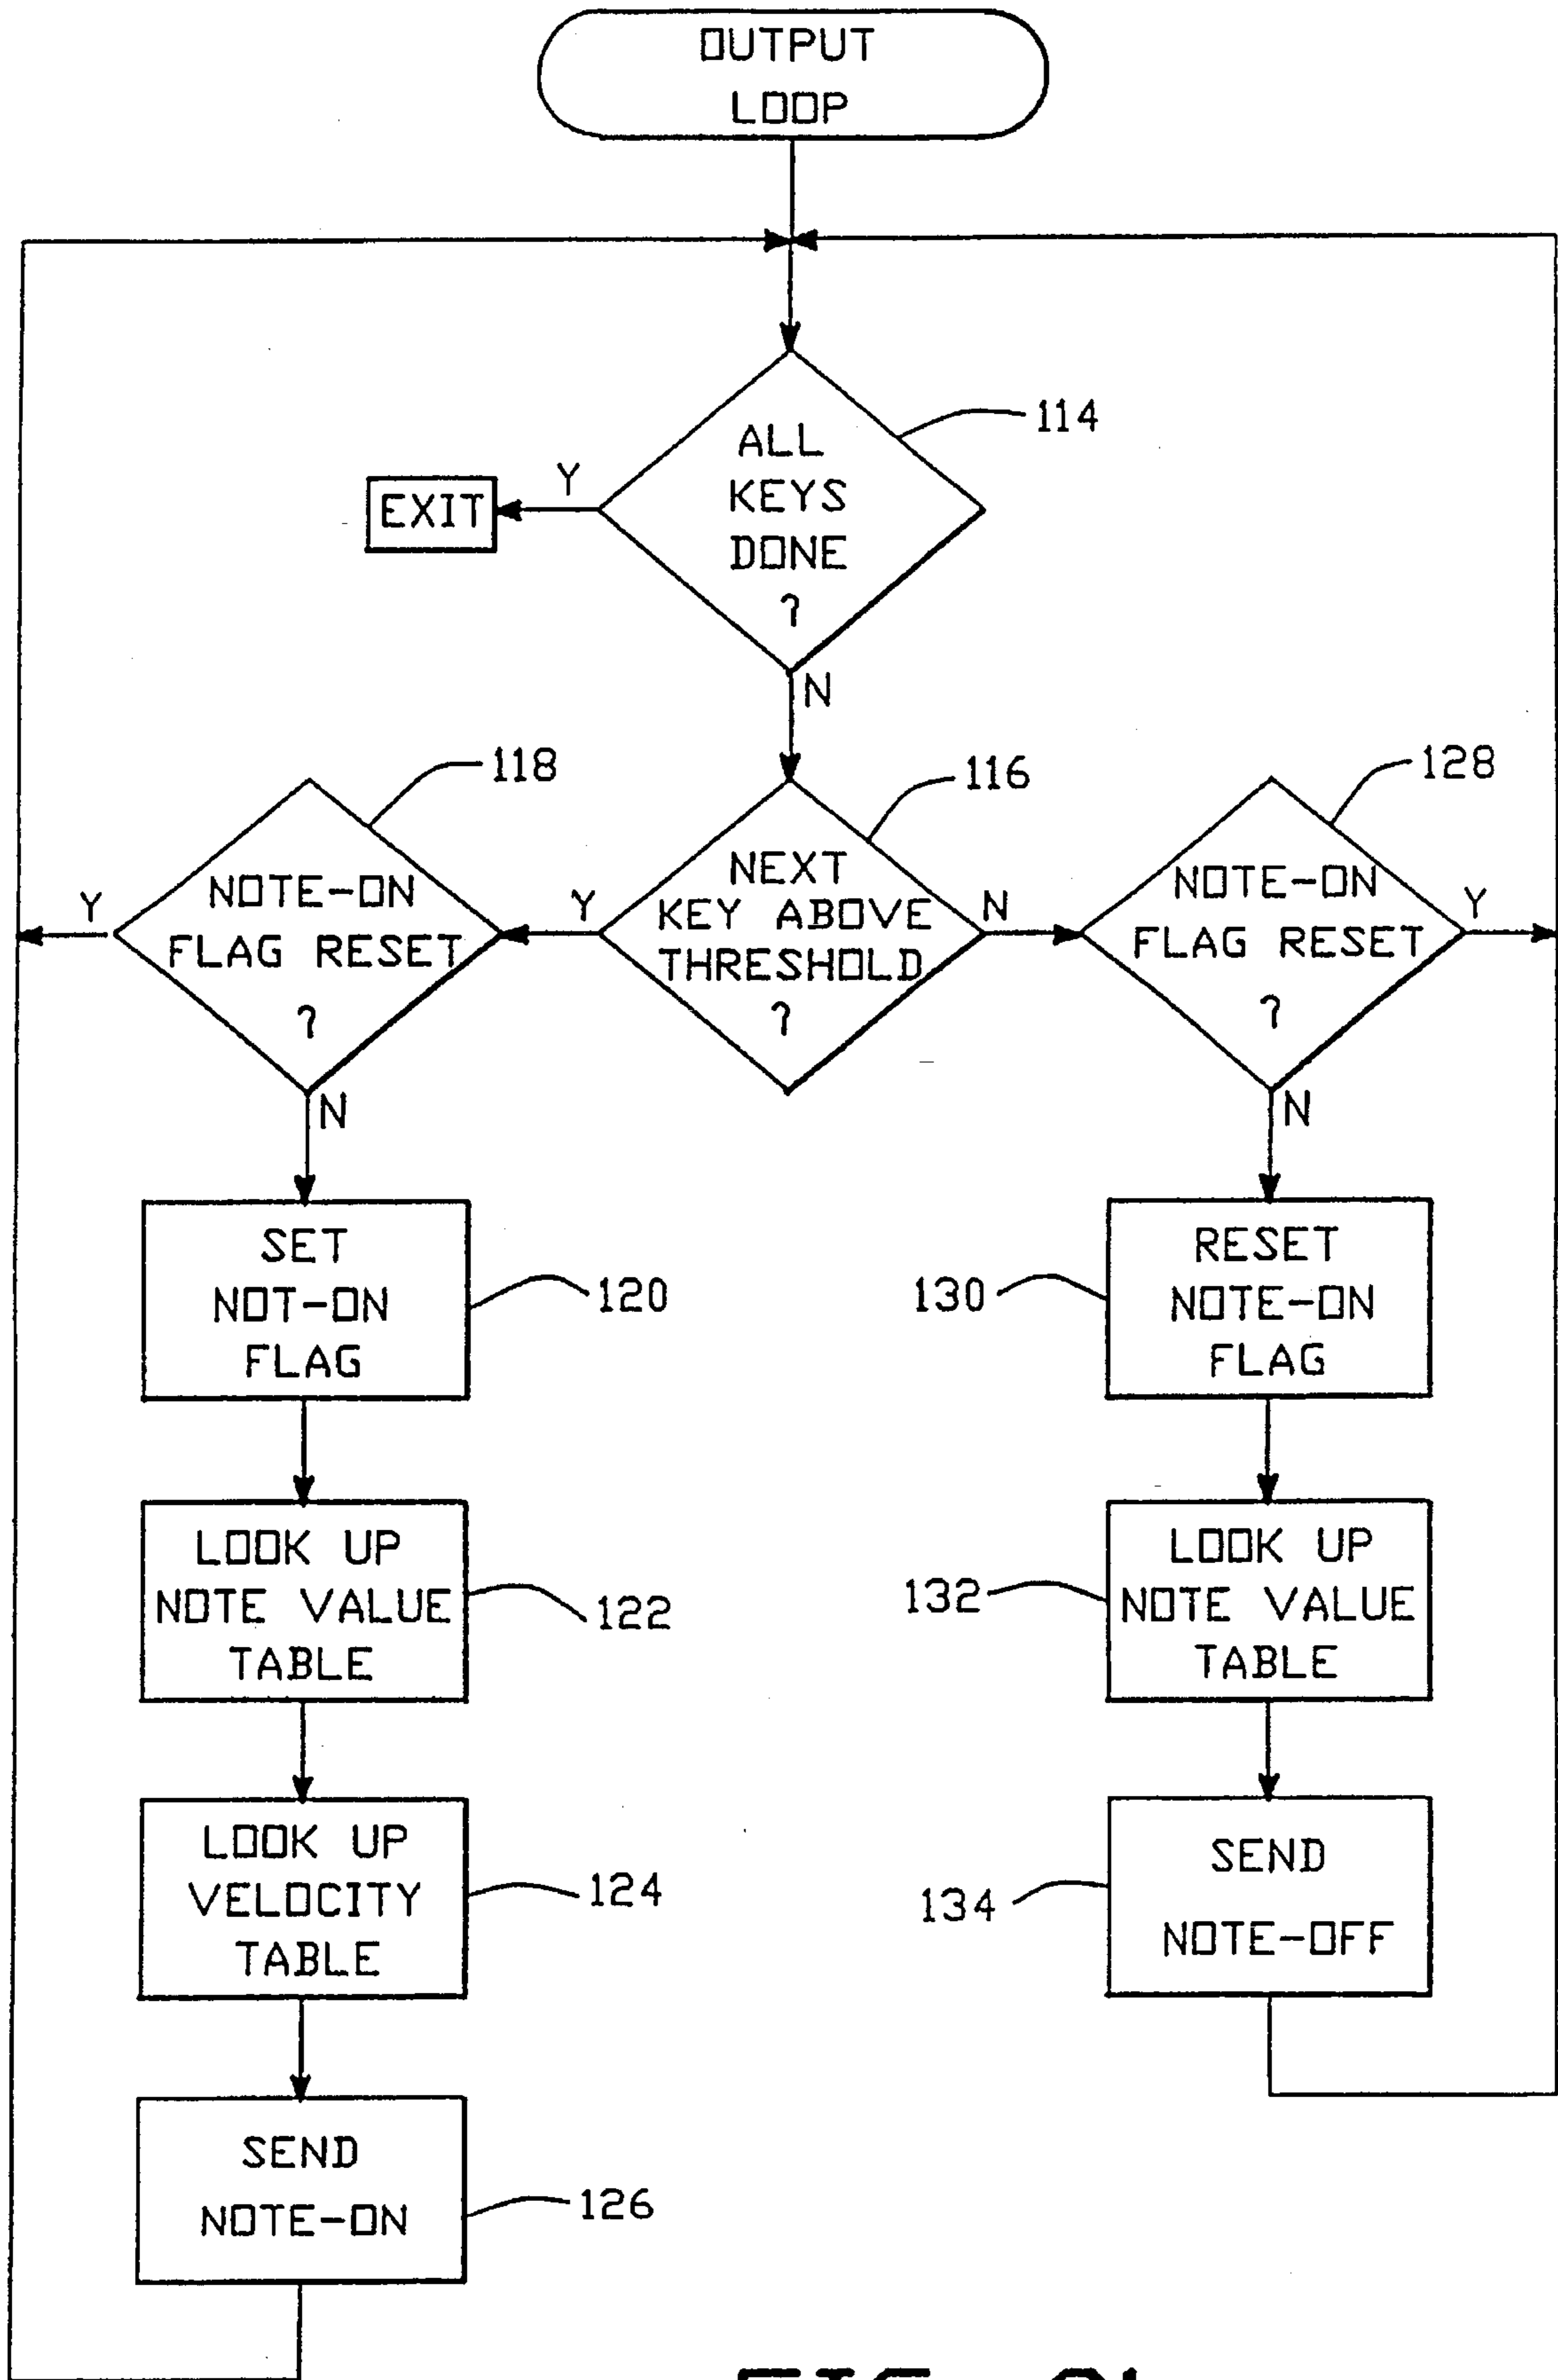 OUTPUT
LOOP
114
ALL
KEYS
DONE
?
Y
EXIT
N
118
116
128
NOTE-ON
FLAG RESET
?
Y
N
NEXT
KEY ABOVE
THRESHOLD
?
Y
N
NOTE-ON
FLAG RESET
?
Y
N
SET
NOT-ON
FLAG
120
130
RESET
NOTE-ON
FLAG
LOOK UP
NOTE VALUE
TABLE
122
132
LOOK UP
NOTE VALUE
TABLE
LOOK UP
VELOCITY
TABLE
124
134
SEND
NOTE-OFF
SEND
NOTE-ON
126